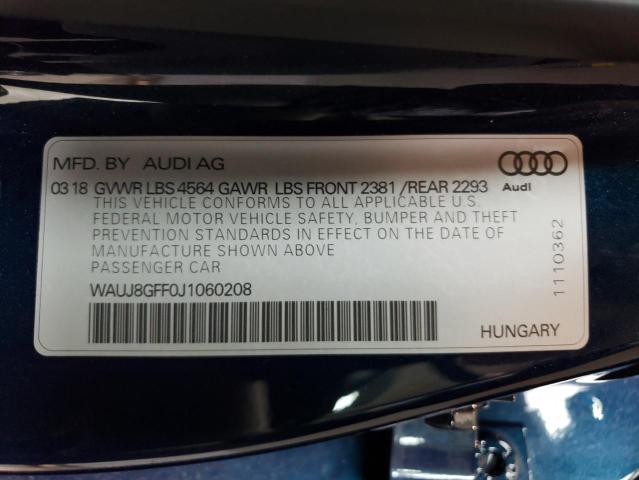 MFD. BY AUDI AG
03 18 GVWR LBS 4564 GAWR LBS FRONT 2381 /REAR 2293
Audi
THIS VEHICLE CONFORMS TO ALL APPLICABLE U.S.
FEDERAL MOTOR VEHICLE SAFETY, BUMPER AND THEFT
PREVENTION STANDARDS IN EFFECT ON THE DATE OF
MANUFACTURE SHOWN ABOVE
PASSENGER CAR
1110362
WAUJ8GFF0J1060208
HUNGARY